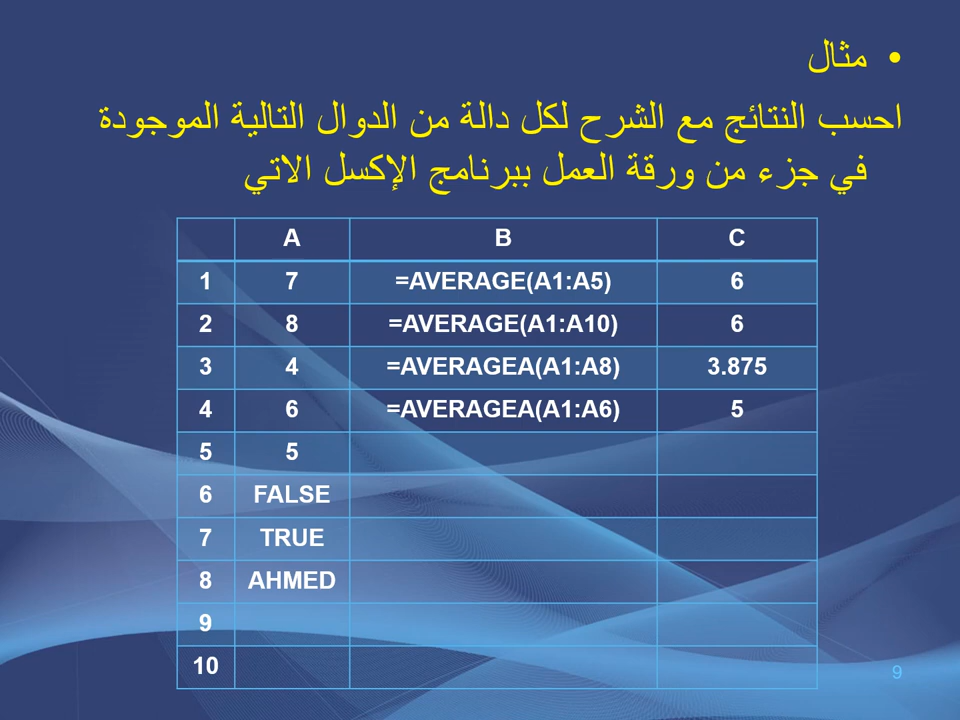 • مثال
احسب النتائج مع الشرح لكل دالة من الدوال التالية الموجودة
في جزء من ورقة العمل ببرنامج الإكسل الاتي
A B C
1 7 =AVERAGE(A1:A5) 6
2 8 =AVERAGE(A1:A10) 6
3 4 =AVERAGEA(A1:A8) 3.875
4 6 =AVERAGEA(A1:A6) 5
5 5
6 FALSE
7 TRUE
8 AHMED
9
10
9